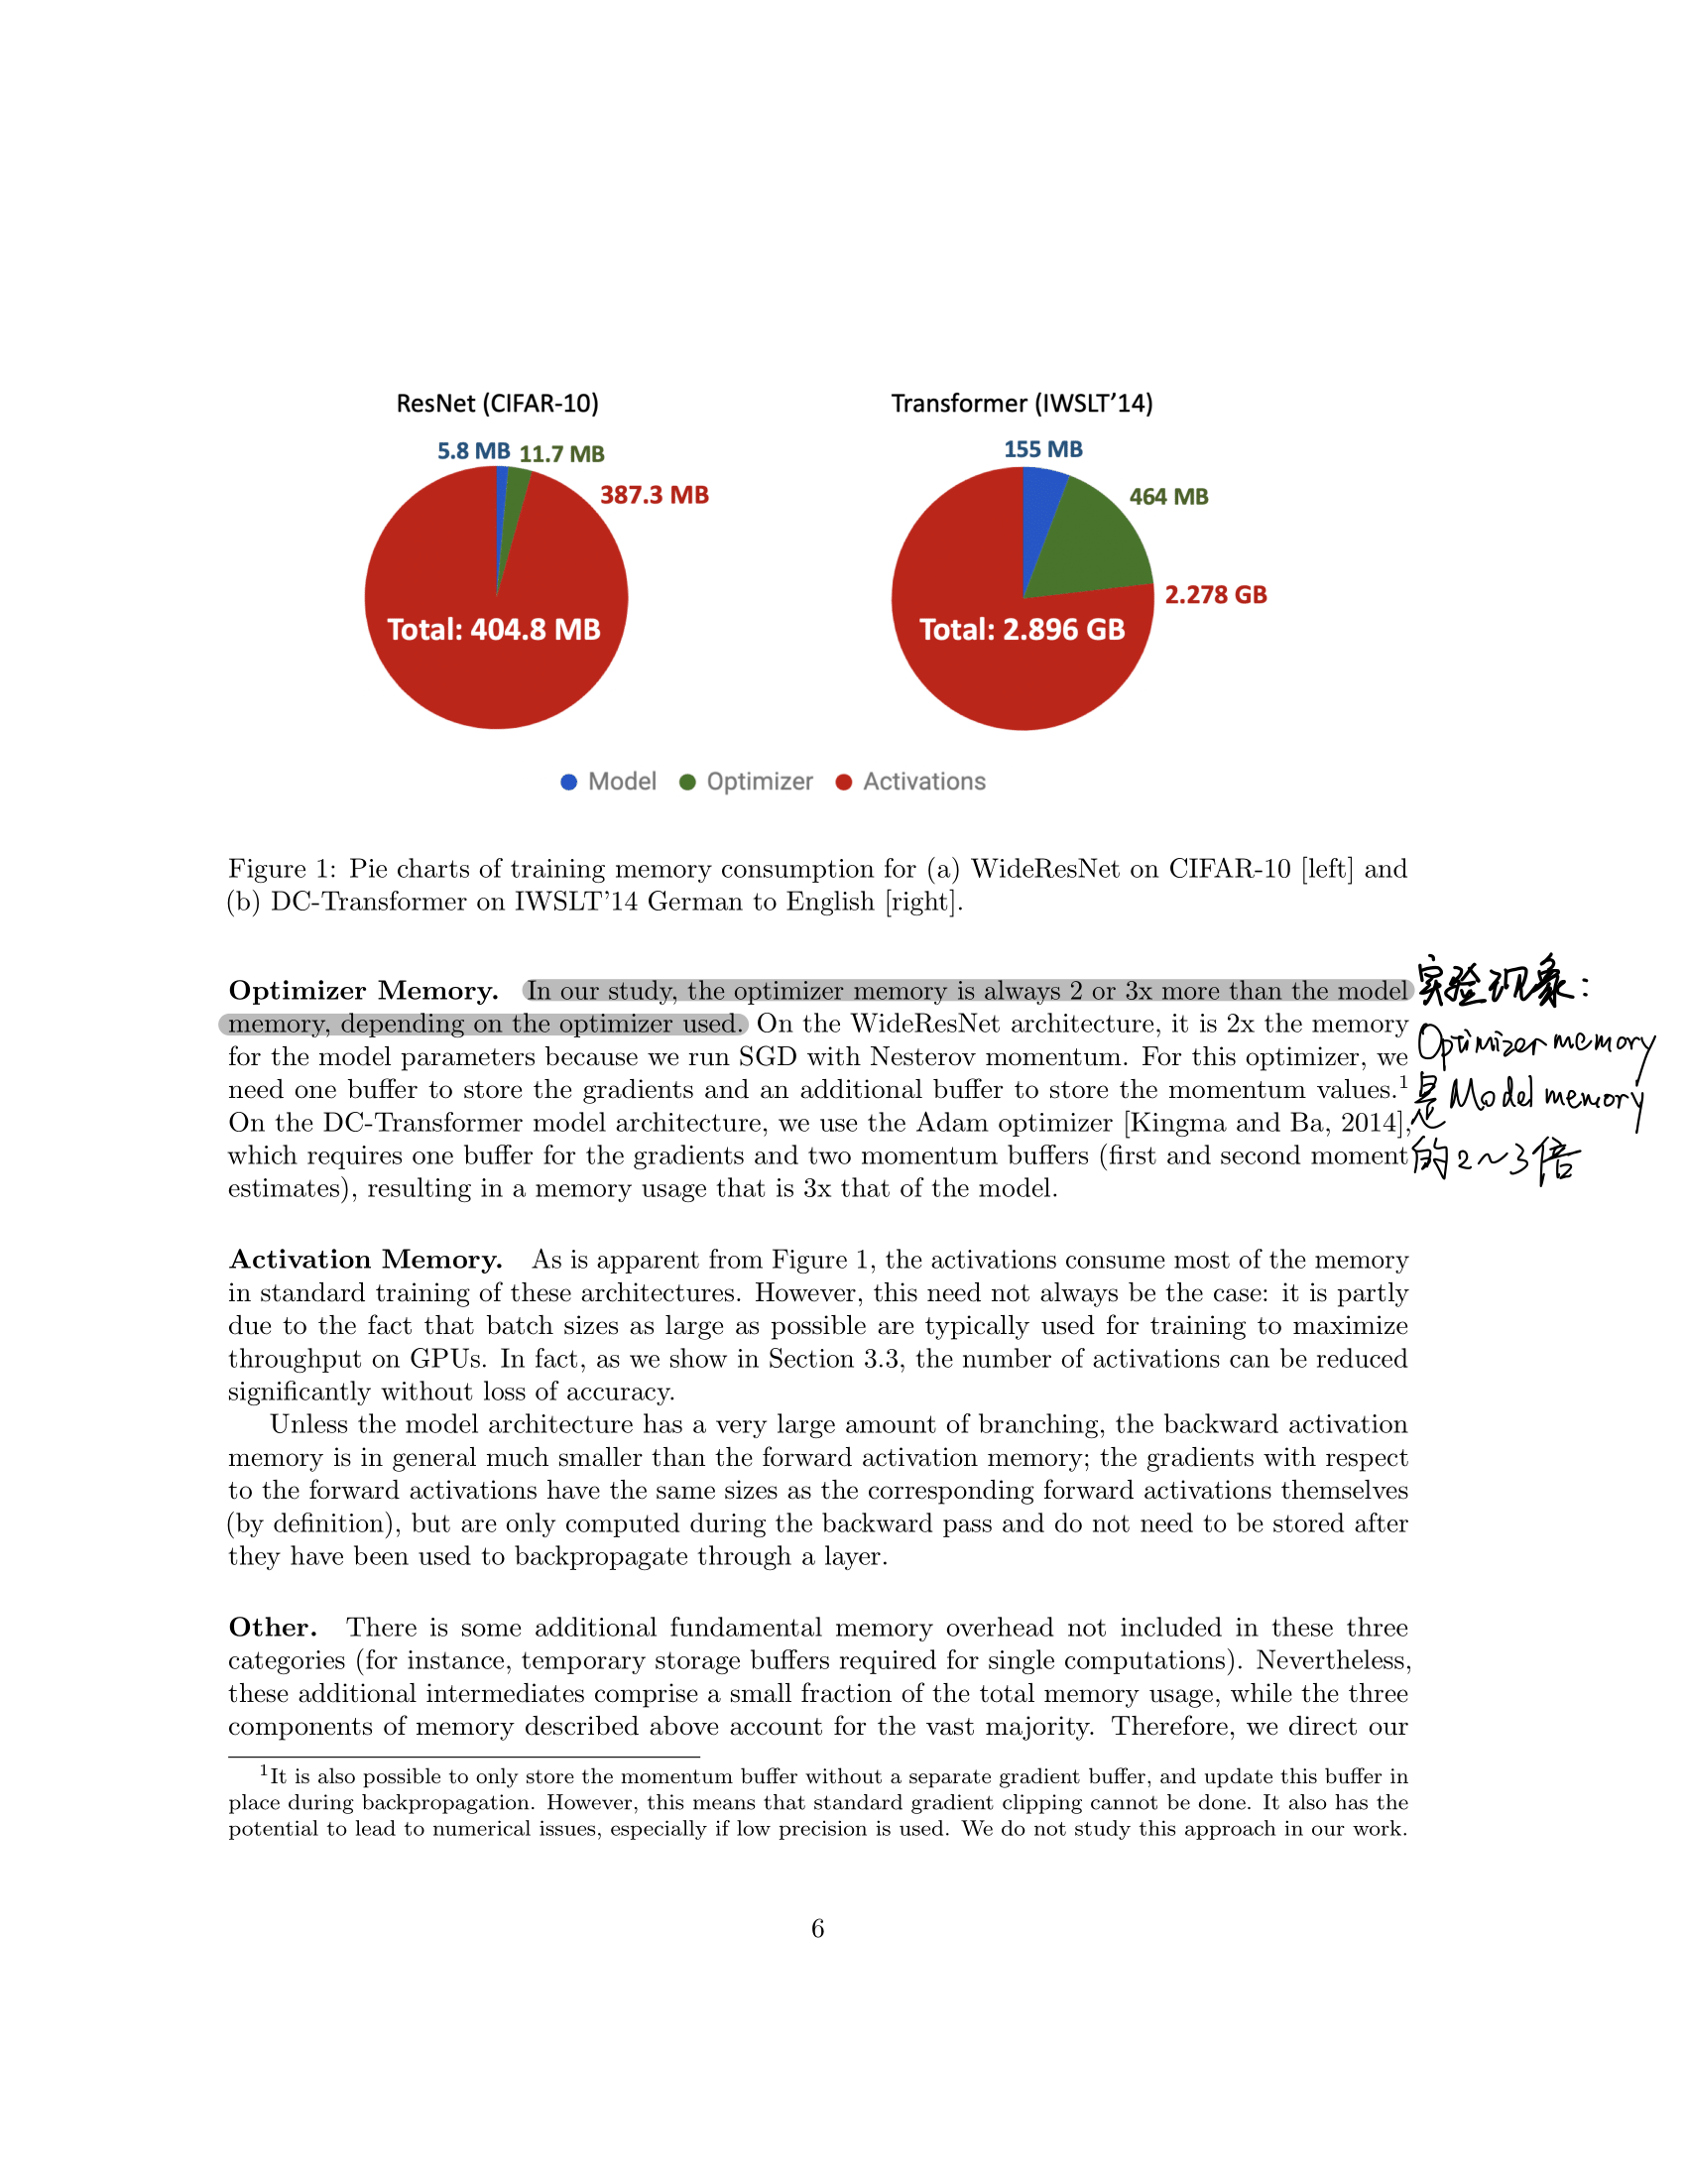 ResNet (CIFAR-10)
5.8 MB 11.7 MB
387.3 MB
Total: 404.8 MB
Transformer (IWSLT’14)
155 MB
464 MB
2.278 GB
Total: 2.896 GB
Model Optimizer Activations
Figure 1: Pie charts of training memory consumption for (a) WideResNet on CIFAR-10 [left] and
(b) DC-Transformer on IWSLT’14 German to English [right].
Optimizer Memory. In our study, the optimizer memory is always 2 or 3x more than the model
memory, depending on the optimizer used. On the WideResNet architecture, it is 2x the memory
for the model parameters because we run SGD with Nesterov momentum. For this optimizer, we
need one buffer to store the gradients and an additional buffer to store the momentum values.1
On the DC-Transformer model architecture, we use the Adam optimizer [Kingma and Ba, 2014],
which requires one buffer for the gradients and two momentum buffers (first and second moment
estimates), resulting in a memory usage that is 3x that of the model.
实验现象:
Optimizer memory
是 Model memory
的2~3倍
Activation Memory. As is apparent from Figure 1, the activations consume most of the memory
in standard training of these architectures. However, this need not always be the case: it is partly
due to the fact that batch sizes as large as possible are typically used for training to maximize
throughput on GPUs. In fact, as we show in Section 3.3, the number of activations can be reduced
significantly without loss of accuracy.
Unless the model architecture has a very large amount of branching, the backward activation
memory is in general much smaller than the forward activation memory; the gradients with respect
to the forward activations have the same sizes as the corresponding forward activations themselves
(by definition), but are only computed during the backward pass and do not need to be stored after
they have been used to backpropagate through a layer.
Other. There is some additional fundamental memory overhead not included in these three
categories (for instance, temporary storage buffers required for single computations). Nevertheless,
these additional intermediates comprise a small fraction of the total memory usage, while the three
components of memory described above account for the vast majority. Therefore, we direct our
1It is also possible to only store the momentum buffer without a separate gradient buffer, and update this buffer in
place during backpropagation. However, this means that standard gradient clipping cannot be done. It also has the
potential to lead to numerical issues, especially if low precision is used. We do not study this approach in our work.
6